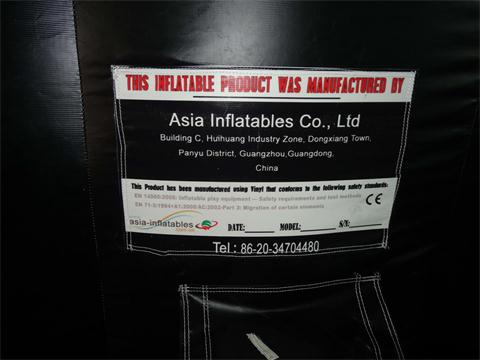 THIS INFLATABLE PRODUCT WAS MANUFACTURED BY
Asia Inflatables Co., Ltd
Building C, Huihuang Industry Zone, Dongxiang Town,
Panyu District, Guangzhou,Guangdong,
China
This Product has been manufactured using Vinyl that conforms to the following safety standards:
EN 14960:2006: Inflatable play equipment — Safety requirements and test methods
EN 71-3/1994+A1:2000/AC:2002-Part 3: Migration of certain elements
CE
asia-inflatables
DATE: MODEL: S/N:
Tel: 86-20-34704480